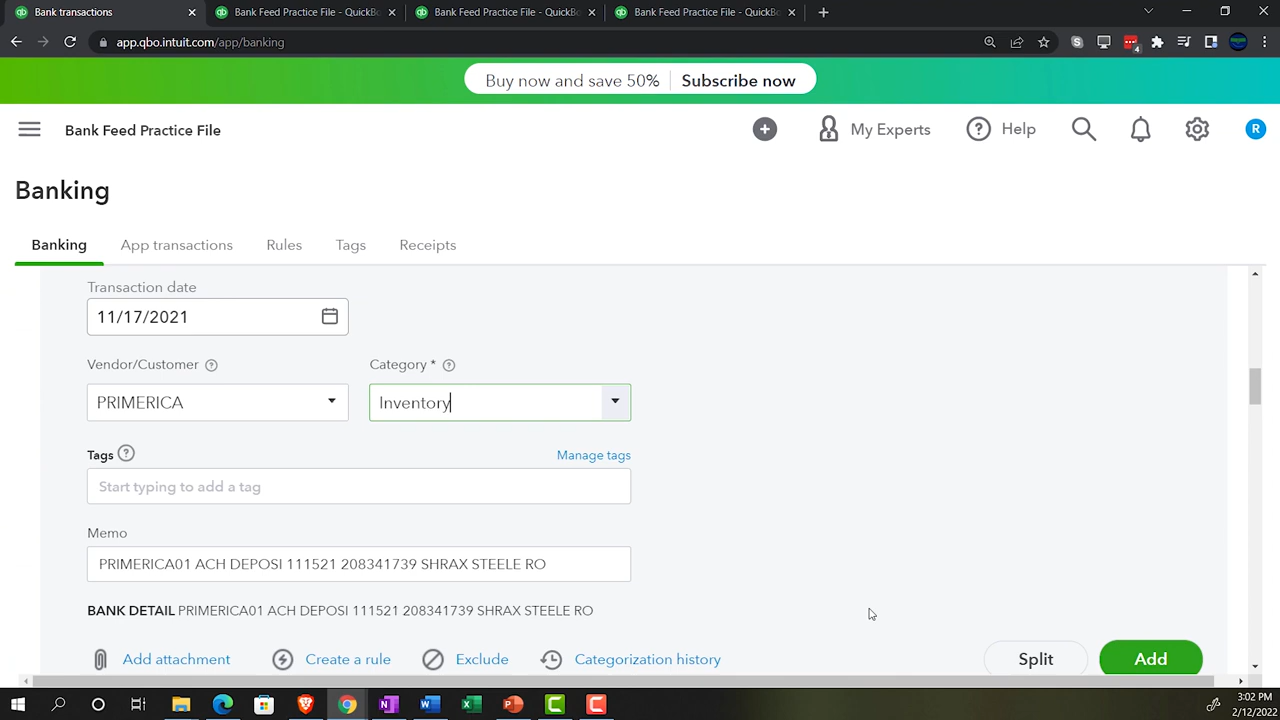 Bank transactions
Bank Feed Practice File - QuickBo
Bank Feed Practice File - QuickBo
Bank Feed Practice File - QuickBo
app.qbo.intuit.com/app/banking
4
Buy now and save 50% Subscribe now
Bank Feed Practice File
My Experts
Help
R
Banking
Banking App transactions Rules Tags Receipts
Transaction date
11/17/2021
Vendor/Customer Category *
PRIMERICA Inventory
Tags Manage tags
Start typing to add a tag
Memo
PRIMERICA01 ACH DEPOSI 111521 208341739 SHRAX STEELE RO
BANK DETAIL PRIMERICA01 ACH DEPOSI 111521 208341739 SHRAX STEELE RO
Add attachment Create a rule Exclude Categorization history Split Add
3:02 PM
2/12/2022